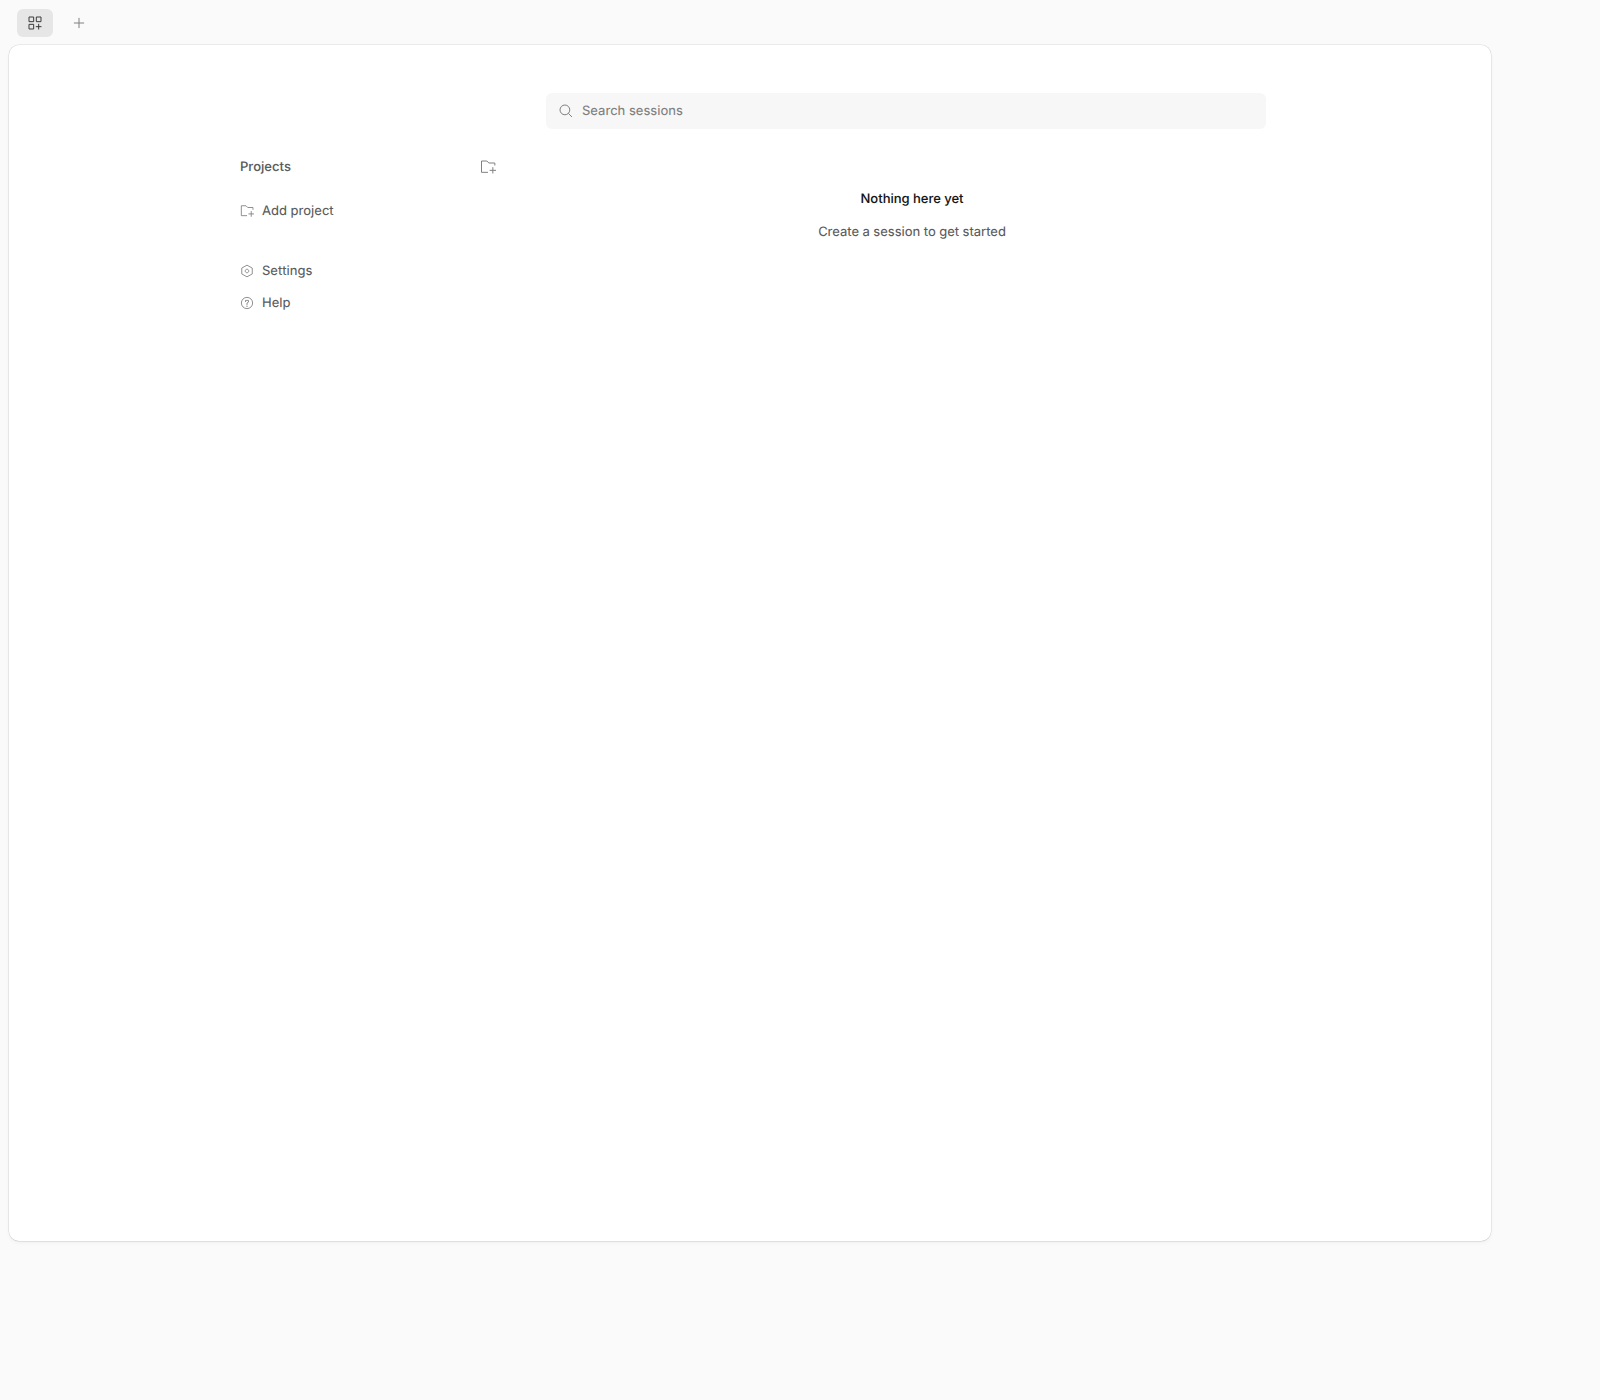 Search sessions
Projects
Add project
Settings
Help
Nothing here yet
Create a session to get started